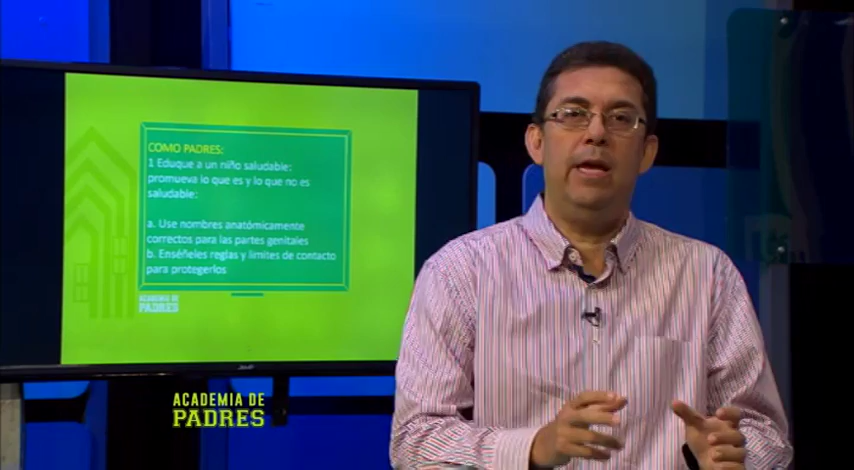 COMO PADRES:
1 Eduque a un niño saludable:
promueva lo que es y lo que no es
saludable:
a. Use nombres anatómicamente
correctos para las partes genitales
b. Enséñeles reglas y limites de contacto
para protegerlos
ACADEMIA DE
PADRES
ACADEMIA DE
PADRES